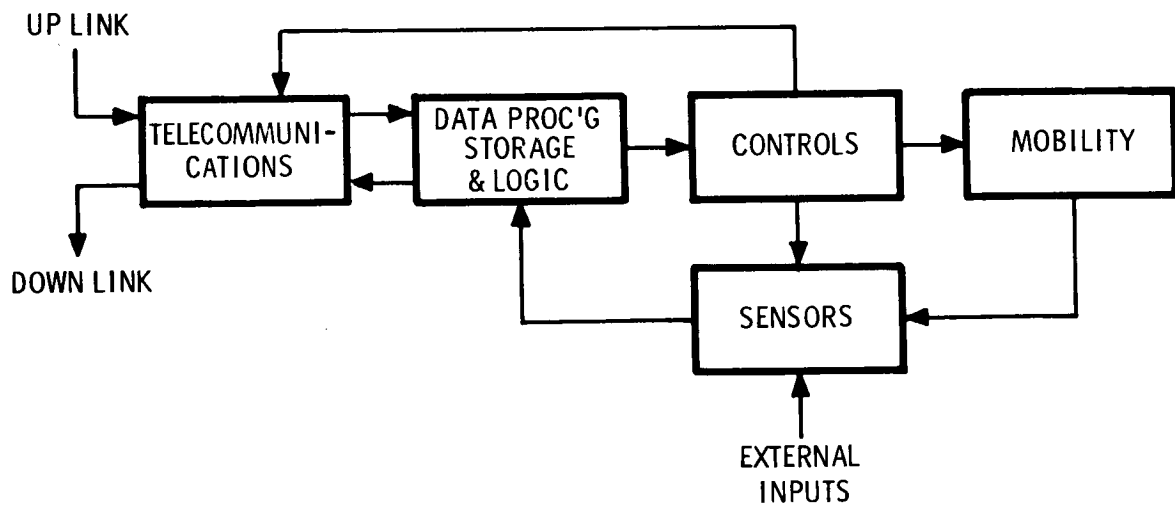 UP LINK
TELECOMMUNI-
CATIONS
DATA PROC'G
STORAGE
& LOGIC
CONTROLS
MOBILITY
DOWN LINK
SENSORS
EXTERNAL
INPUTS